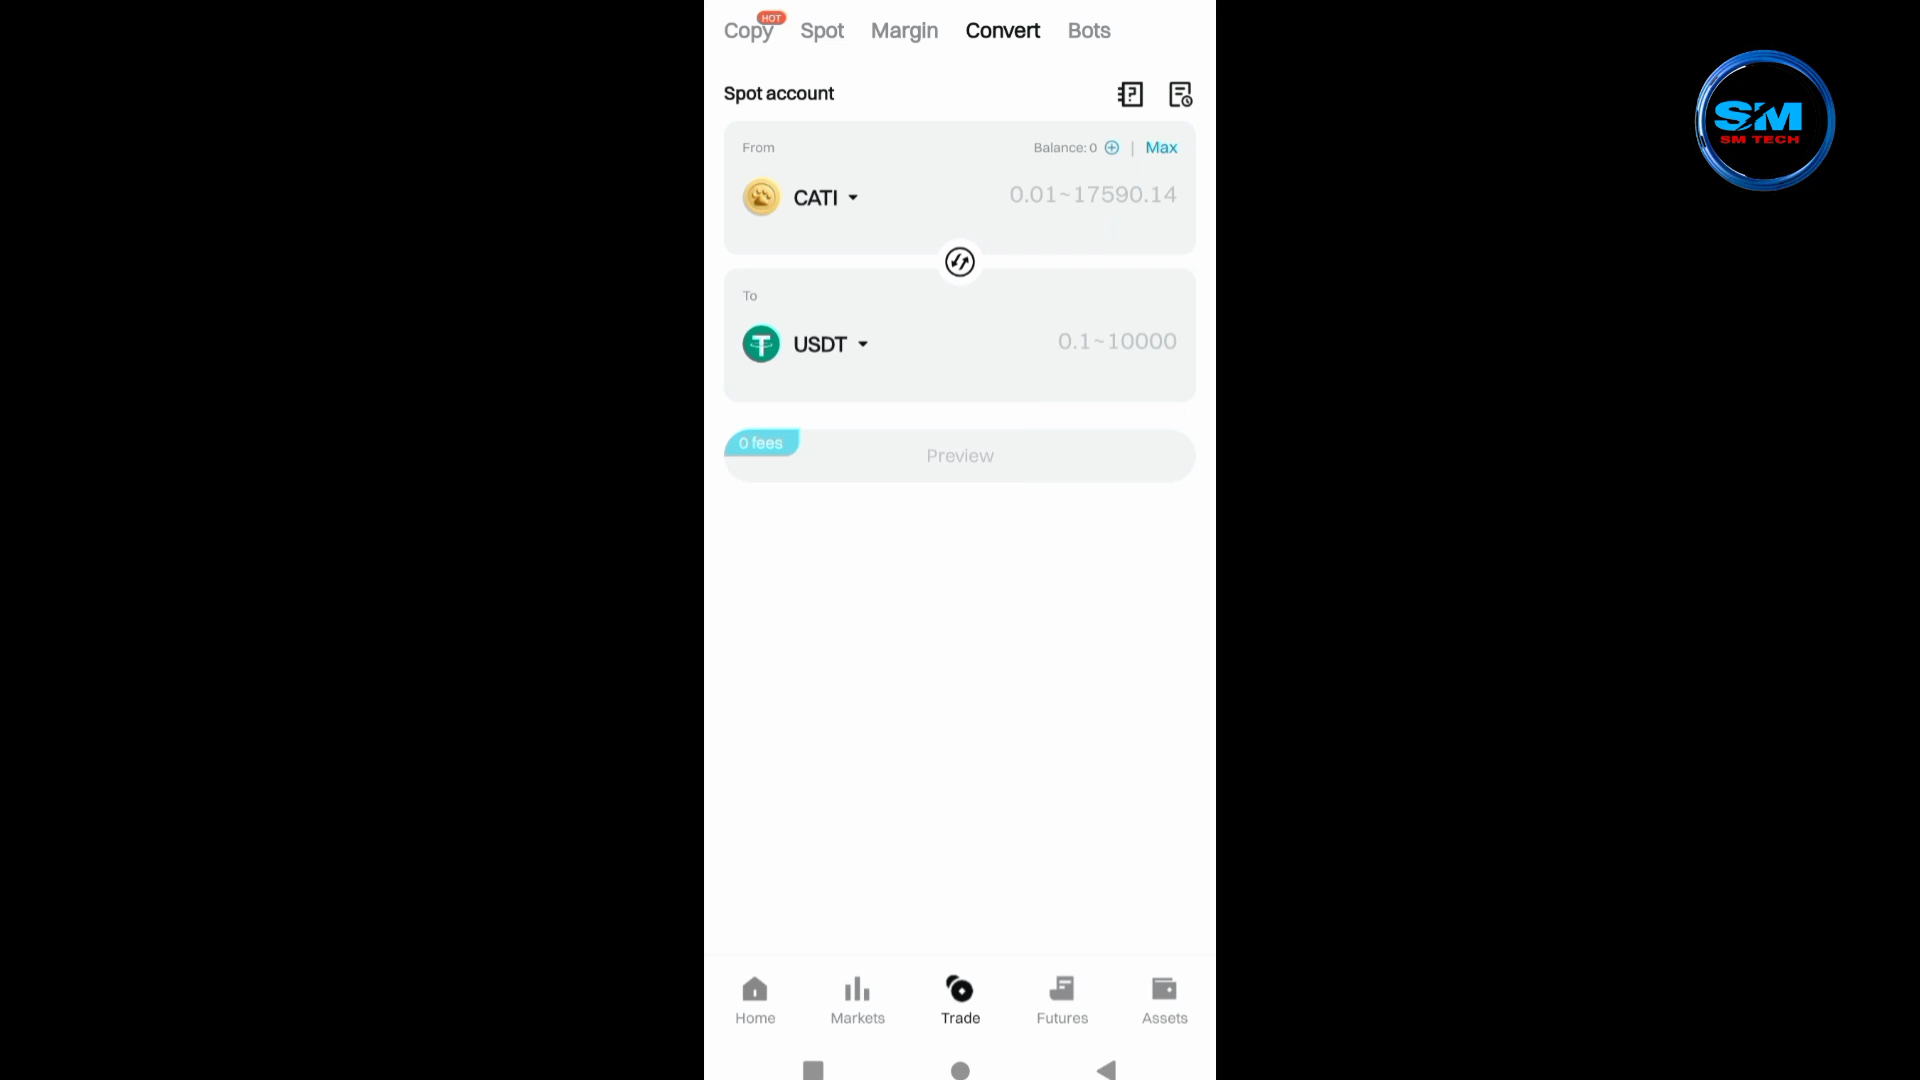 HOT
Copy Spot Margin Convert Bots
SM
SM TECH
Spot account
From Balance: 0 | Max
CATI 0.01~17590.14
To
USDT 0.1~10000
0 fees
Preview
Home Markets Trade Futures Assets